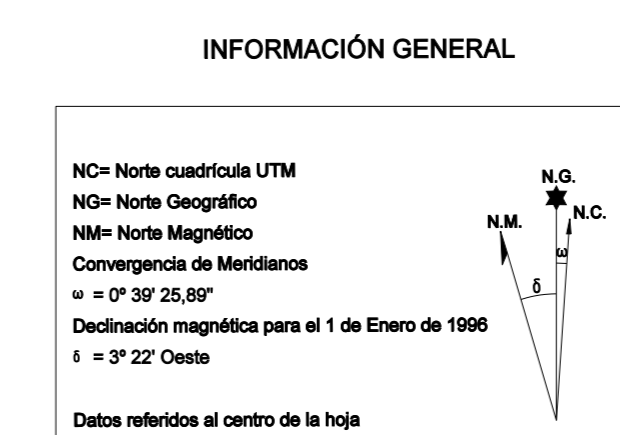 INFORMACIÓN GENERAL
NC= Norte cuadrícula UTM
NG= Norte Geográfico
NM= Norte Magnético
Convergencia de Meridianos
ω = 0º 39' 25,89"
Declinación magnética para el 1 de Enero de 1996
δ = 3º 22' Oeste
Datos referidos al centro de la hoja
N.G.
N.M.
N.C.
ω
δ